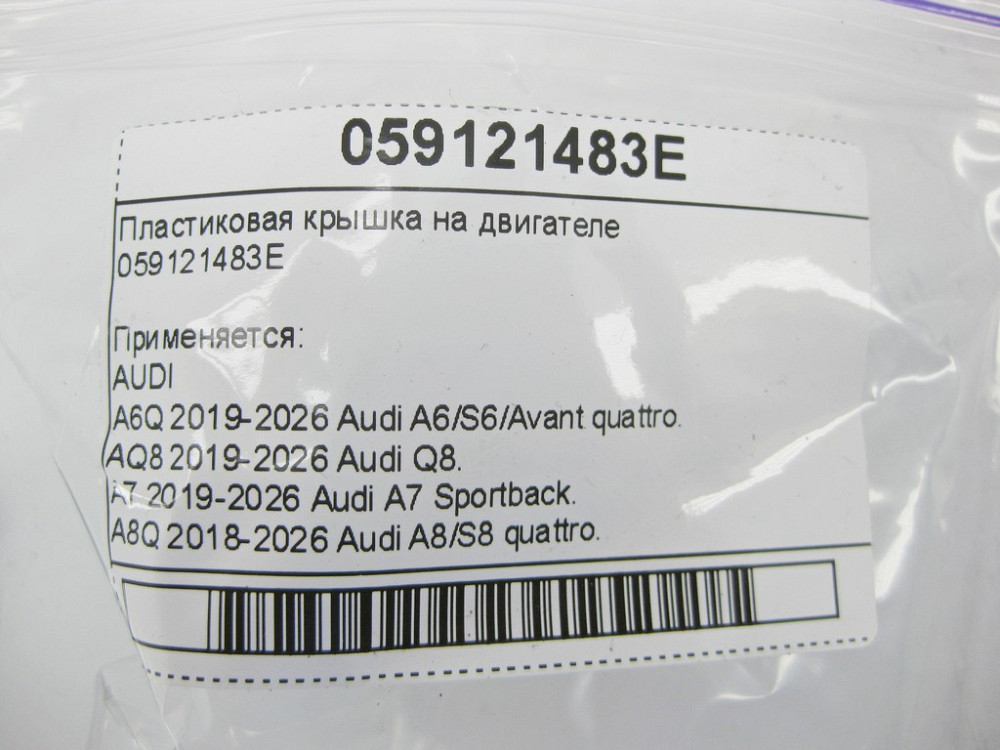 059121483E
Пластиковая крышка на двигателе
059121483E
Применяется:
AUDI
A6Q 2019-2026 Audi A6/S6/Avant quattro.
AQ8 2019-2026 Audi Q8.
A7 2019-2026 Audi A7 Sportback.
A8Q 2018-2026 Audi A8/S8 quattro.